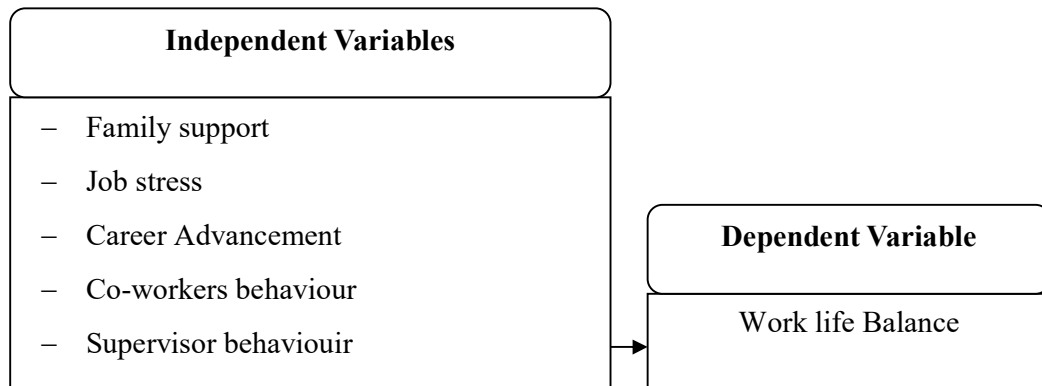 Independent Variables
– Family support
– Job stress
– Career Advancement
– Co-workers behaviour
– Supervisor behaviouir
Dependent Variable
Work life Balance